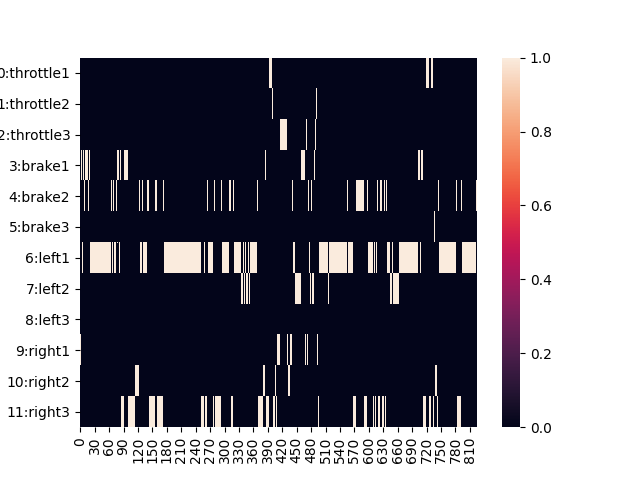 0:throttle1
1:throttle2
2:throttle3
3:brake1
4:brake2
5:brake3
6:left1
7:left2
8:left3
9:right1
10:right2
11:right3
0 30 60 90 120 150 180 210 240 270 300 330 360 390 420 450 480 510 540 570 600 630 660 690 720 750 780 810
1.0
0.8
0.6
0.4
0.2
0.0